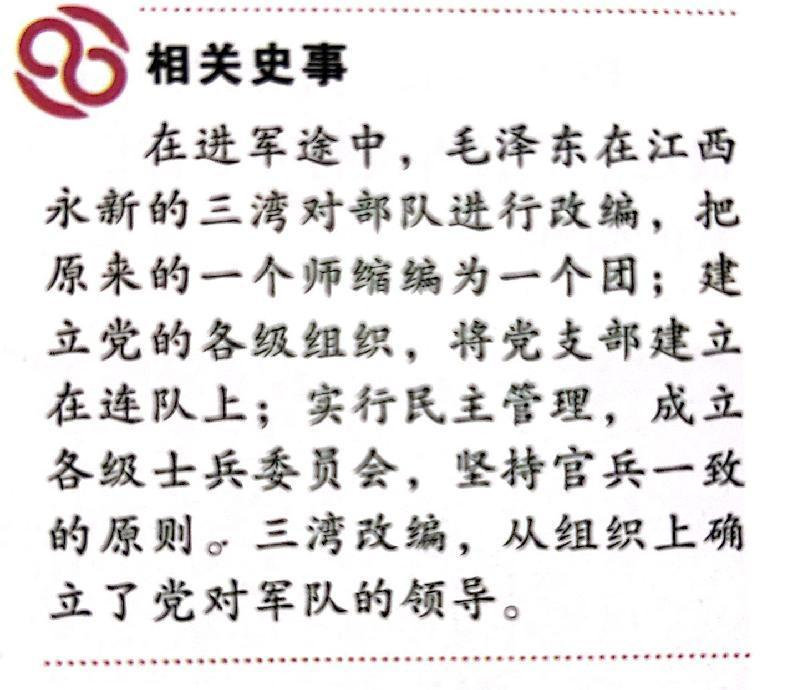 相关史事
在进军途中，毛泽东在江西
永新的三湾对部队进行改编，把
原来的一个师缩编为一个团；建
立党的各级组织，将党支部建立
在连队上；实行民主管理，成立
各级士兵委员会，坚持官兵一致
的原则。三湾改编，从组织上确
立了党对军队的领导。